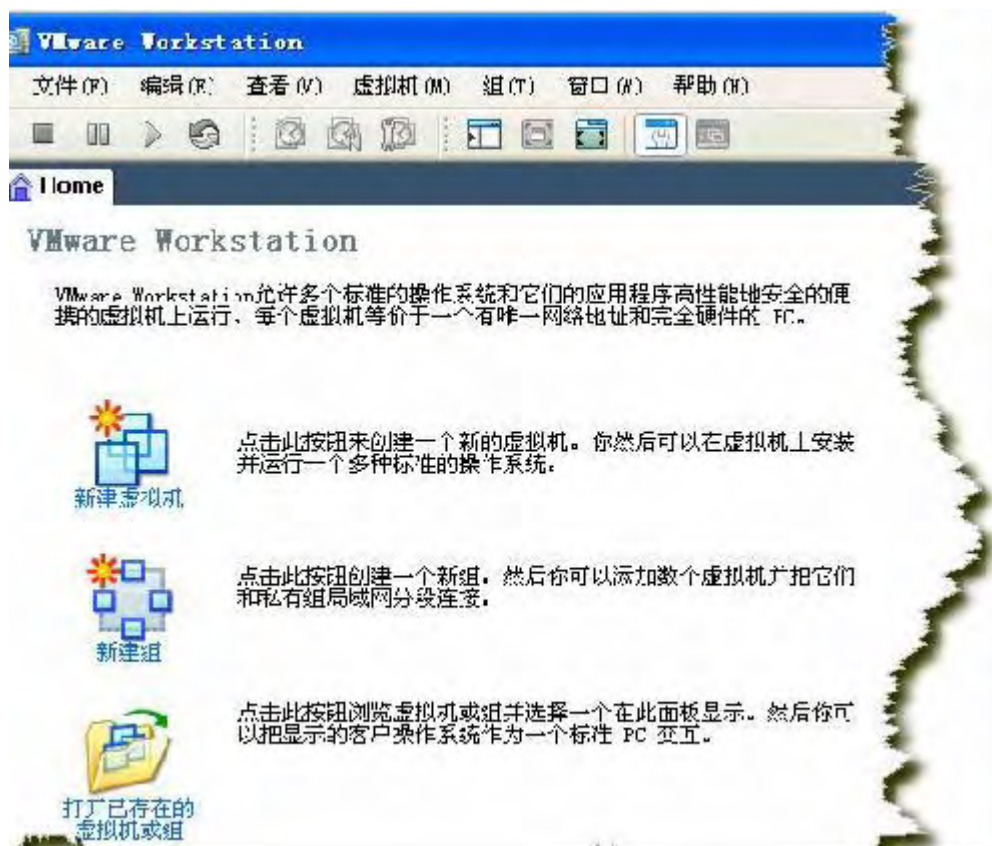 VMware Workstation
文件(F) 编辑(E) 查看(V) 虚拟机(M) 组(T) 窗口(W) 帮助(H)
Home
VMware Workstation
VMware Workstation允许多个标准的操作系统和它们的应用程序高性能地安全的便
携的虚拟机上运行。每个虚拟机等价于一个有唯一网络地址和完全硬件的 PC。
点击此按钮来创建一个新的虚拟机。你然后可以在虚拟机上安装
并运行一个多种标准的操作系统。
新建虚拟机
点击此按钮创建一个新组。然后你可以添加数个虚拟机并把它们
和私有组局域网分段连接。
新建组
点击此按钮浏览虚拟机或组并选择一个在此面板显示。然后你可
以把显示的客户操作系统作为一个标准 PC 交互。
打开已存在的
虚拟机或组